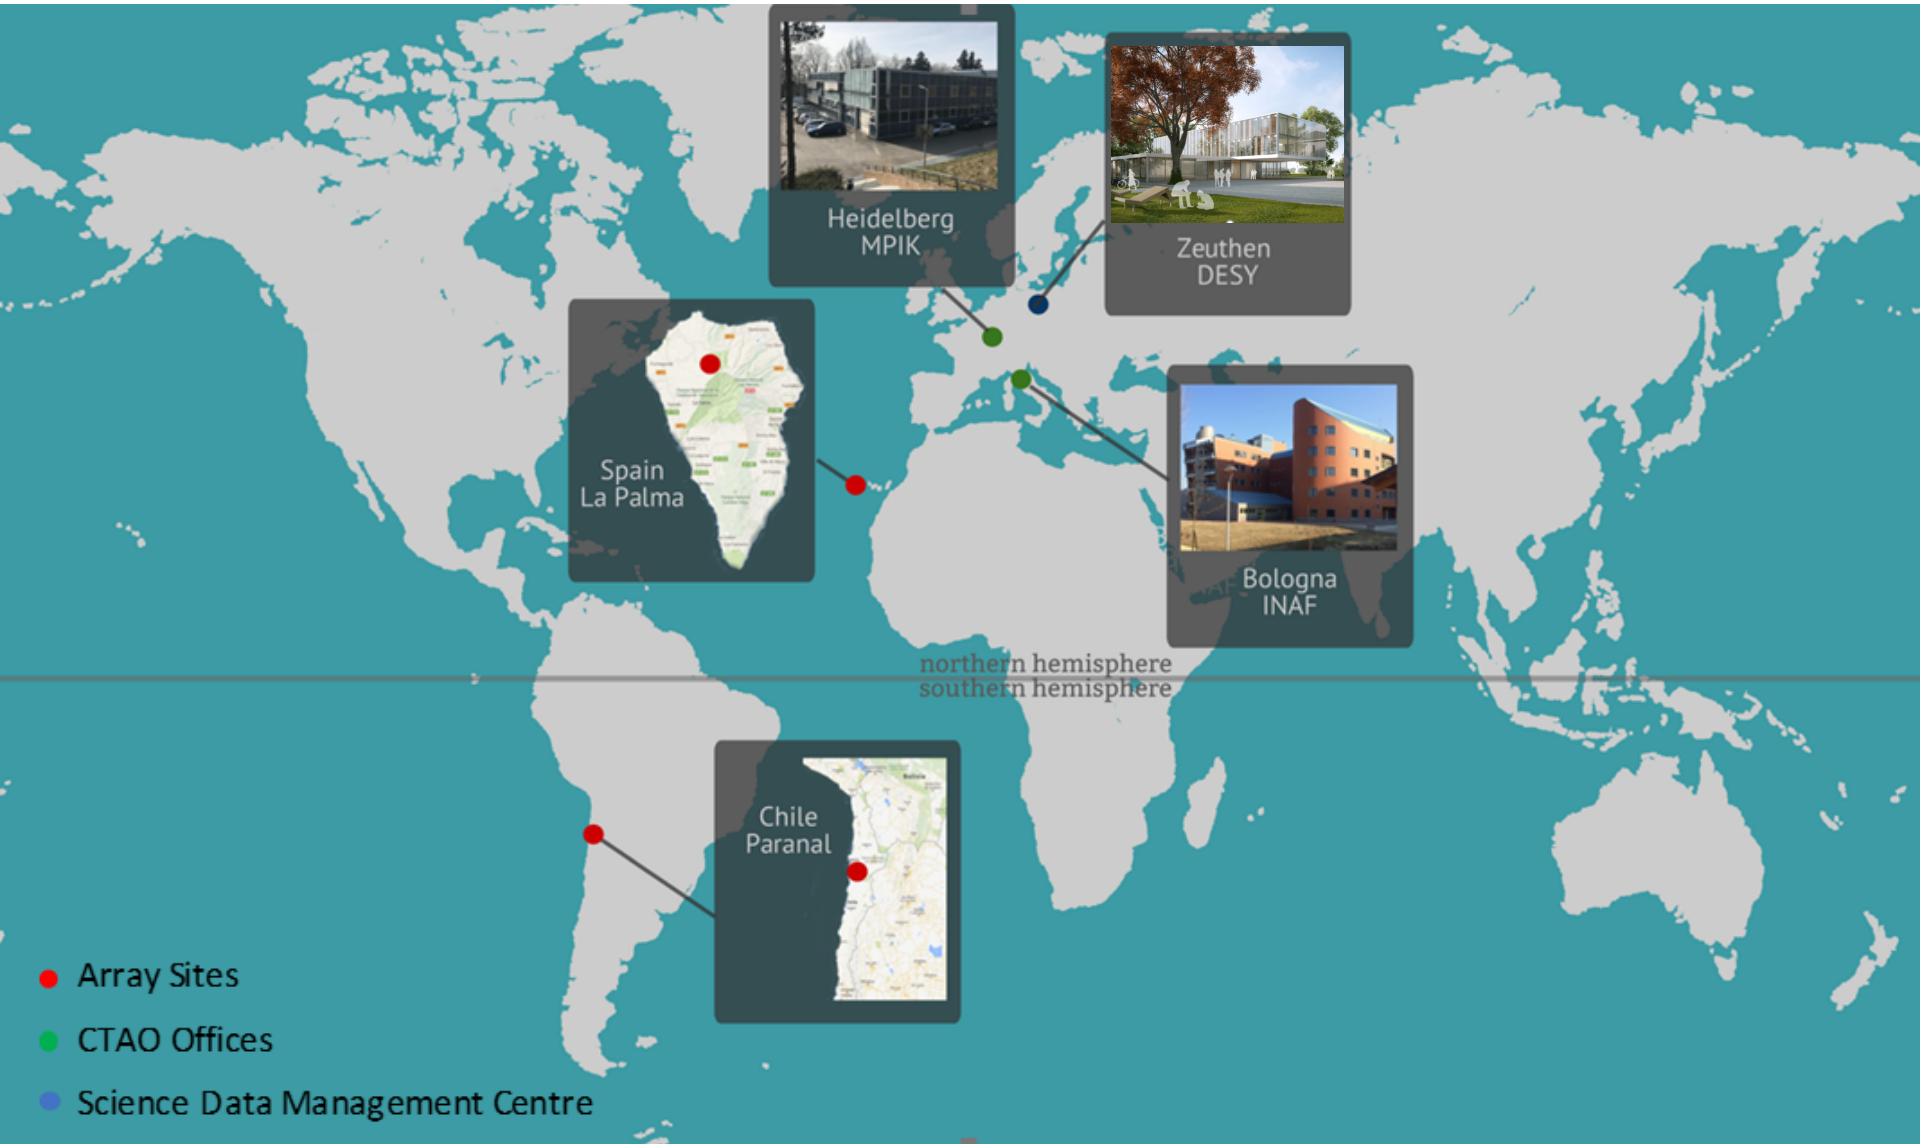 Heidelberg
MPIK
Zeuthen
DESY
Spain
La Palma
Bologna
INAF
northern hemisphere
southern hemisphere
Chile
Paranal
Bolivia
Array Sites
CTAO Offices
Science Data Management Centre